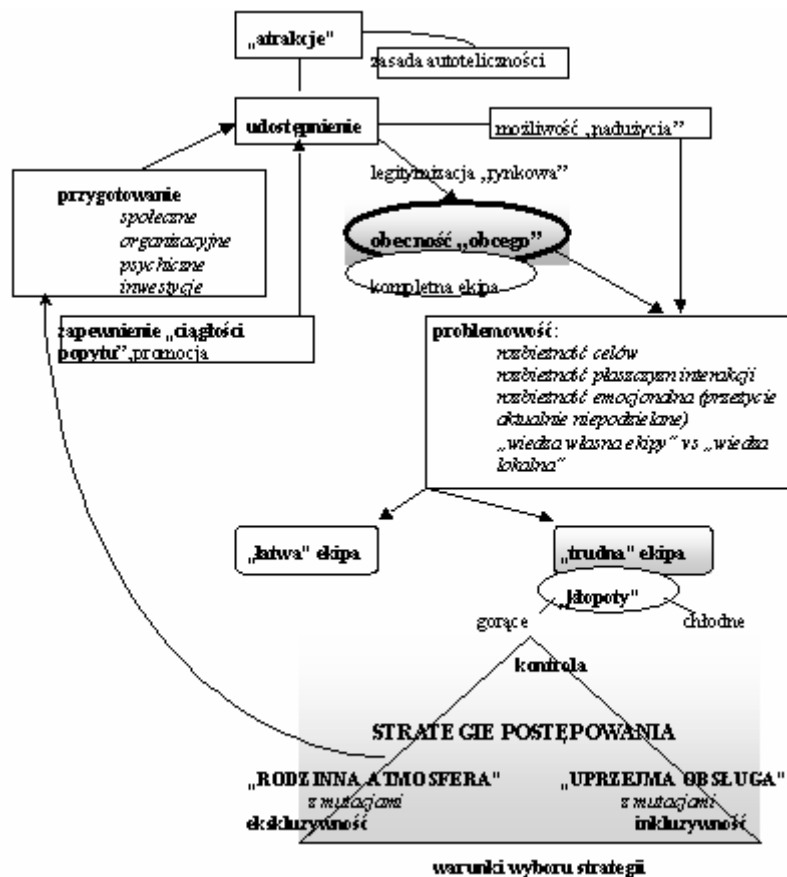 „atrakcje"
zasada autoteliczności
udostępnienie
możliwość „nadużycia"
legitymizacja „rynkowa"
przygotowanie
społeczne
organizacyjne
psychiczne
inwestycje
obecność „obcego"
kompletna ekipa
zapewnienie „ciągłości
popytu",promocja
problemowość:
rozbieżność celów
rozbieżność płaszczyzn interakcji
rozbieżność emocjonalna (przeżycie
aktualnie niepodzielane)
„wiedza własna ekipy" vs „wiedza
lokalna"
„łatwa" ekipa
„trudna" ekipa
„kłopoty"
gorące
chłodne
kontrola
STRATEGIE POSTĘPOWANIA
„RODZINNA ATMOSFERA"
z mutacjami
ekskluzywność
„UPRZEJMA OBSŁUGA"
z mutacjami
inkluzywność
warunki wyboru strategii